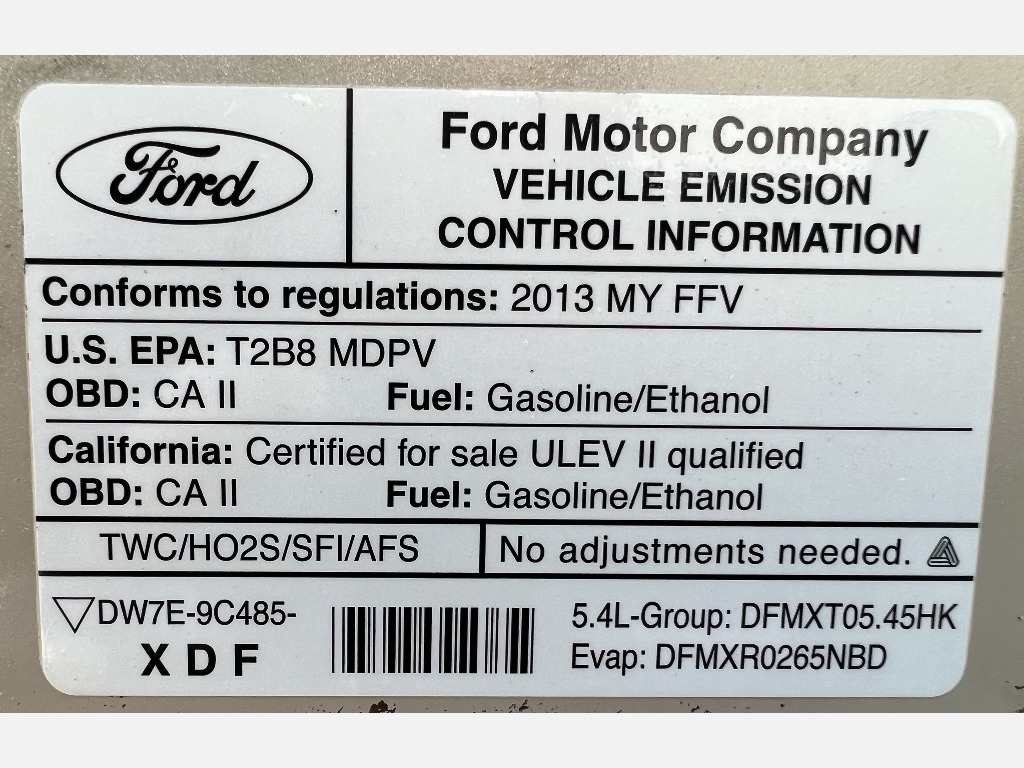 Ford
Ford Motor Company
VEHICLE EMISSION
CONTROL INFORMATION
Conforms to regulations: 2013 MY FFV
U.S. EPA: T2B8 MDPV
OBD: CA II Fuel: Gasoline/Ethanol
California: Certified for sale ULEV II qualified
OBD: CA II Fuel: Gasoline/Ethanol
TWC/HO2S/SFI/AFS
No adjustments needed.
DW7E-9C485-
X D F
5.4L-Group: DFMXT05.45HK
Evap: DFMXR0265NBD